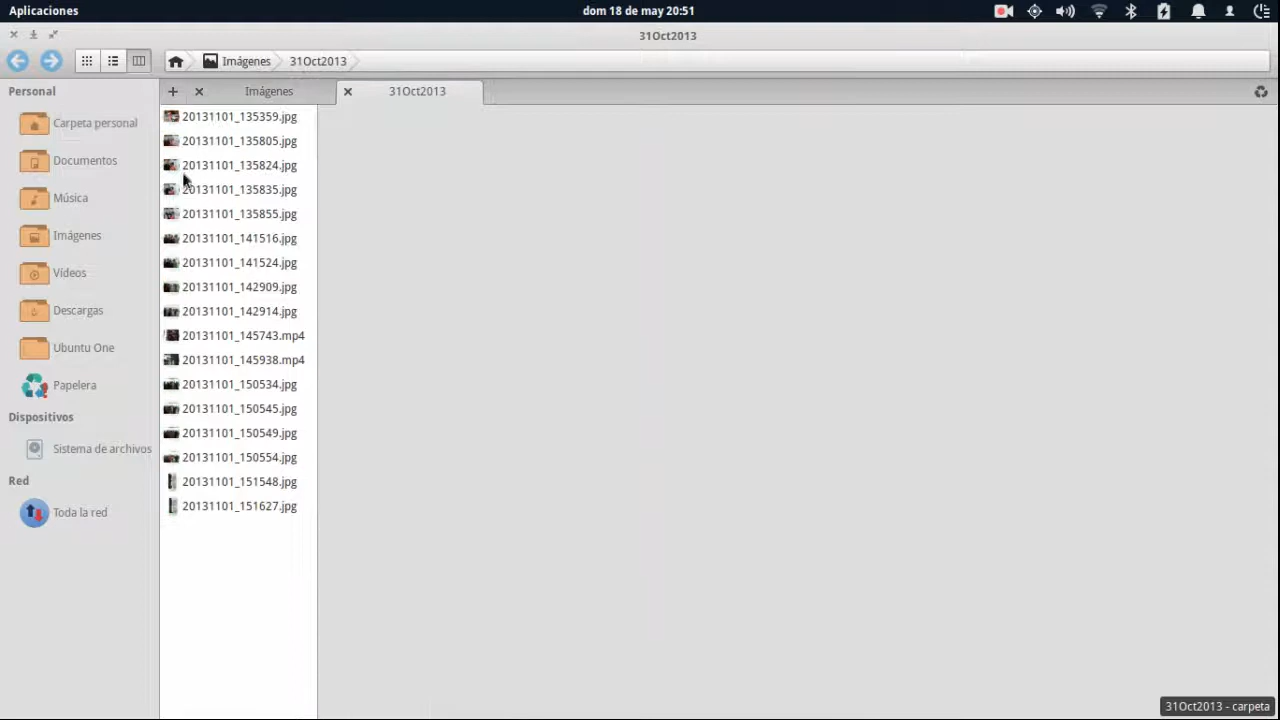 Aplicaciones
dom 18 de may 20:51
31Oct2013
Imágenes
31Oct2013
Personal
Carpeta personal
Documentos
Música
Imágenes
Vídeos
Descargas
Ubuntu One
Papelera
Dispositivos
Sistema de archivos
Red
Toda la red
Imágenes
31Oct2013
20131101_135359.jpg
20131101_135805.jpg
20131101_135824.jpg
20131101_135835.jpg
20131101_135855.jpg
20131101_141516.jpg
20131101_141524.jpg
20131101_142909.jpg
20131101_142914.jpg
20131101_145743.mp4
20131101_145938.mp4
20131101_150534.jpg
20131101_150545.jpg
20131101_150549.jpg
20131101_150554.jpg
20131101_151548.jpg
20131101_151627.jpg
31Oct2013 - carpeta